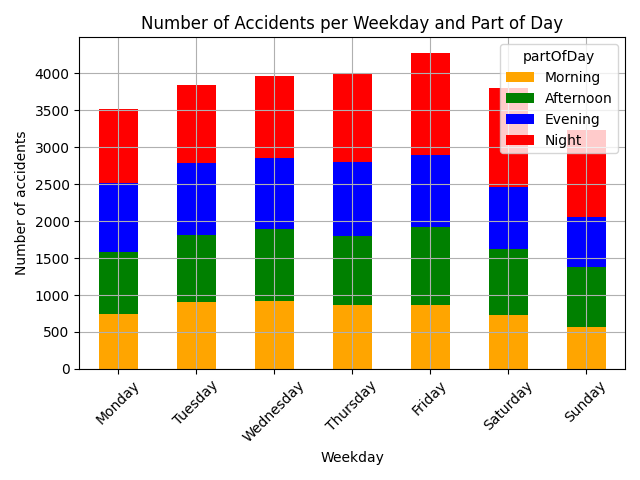 Number of Accidents per Weekday and Part of Day
Number of accidents
4000
3500
3000
2500
2000
1500
1000
500
0
partOfDay
Morning
Afternoon
Evening
Night
Monday
Tuesday
Wednesday
Thursday
Friday
Saturday
Sunday
Weekday